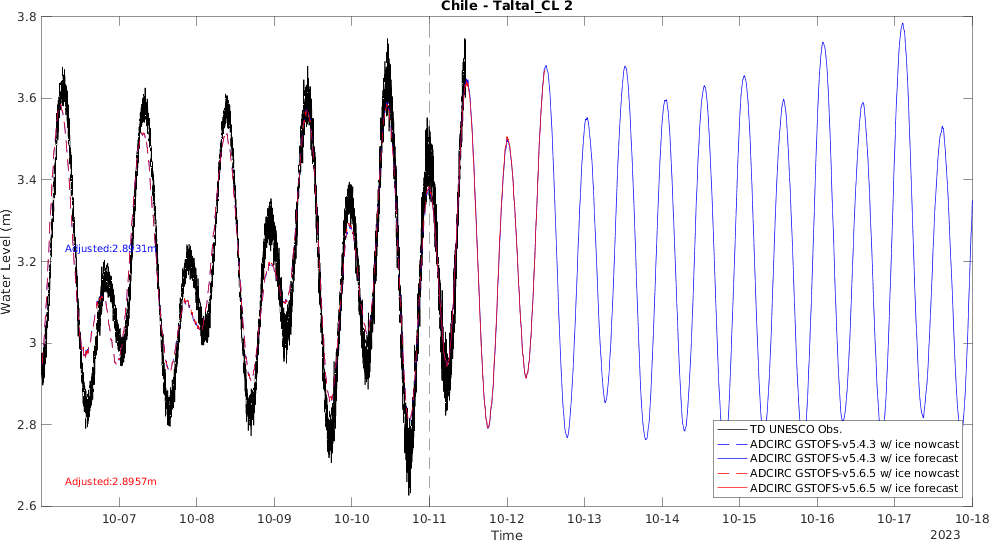 Chile - Taltal_CL 2
Water Level (m)
3.8
3.6
3.4
3.2
3
2.8
2.6
Adjusted:2.8931m
Adjusted:2.8957m
TD UNESCO Obs.
ADCIRC GSTOFS-v5.4.3 w/ ice nowcast
ADCIRC GSTOFS-v5.4.3 w/ ice forecast
ADCIRC GSTOFS-v5.6.5 w/ ice nowcast
ADCIRC GSTOFS-v5.6.5 w/ ice forecast
10-07 10-08 10-09 10-10 10-11 10-12 10-13 10-14 10-15 10-16 10-17 10-18
Time
2023